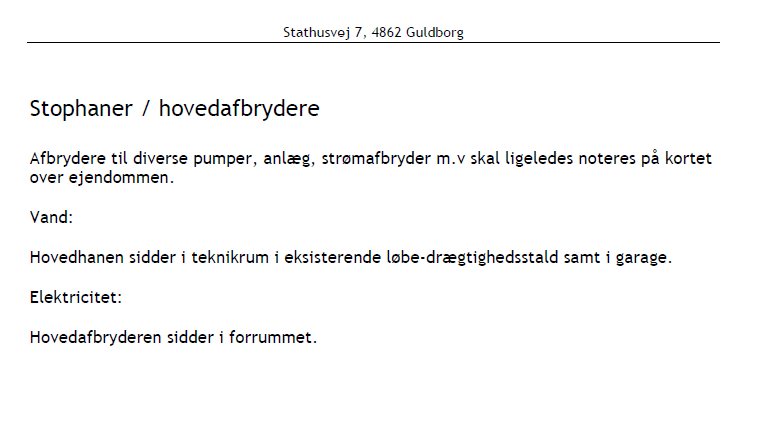 Stathusvej 7, 4862 Guldborg
Stophaner / hovedafbrydere
Afbrydere til diverse pumper, anlæg, strømafbryder m.v skal ligeledes noteres på kortet
over ejendommen.
Vand:
Hovedhanen sidder i teknikrum i eksisterende løbe-drægtighedsstald samt i garage.
Elektricitet:
Hovedafbryderen sidder i forrummet.